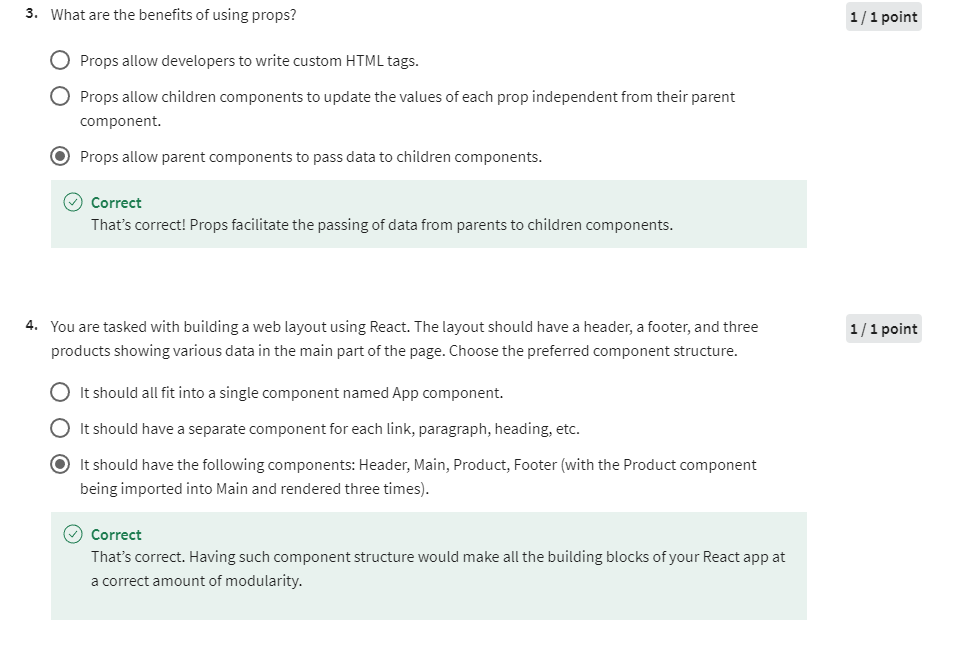 3. What are the benefits of using props?
1 / 1 point
Props allow developers to write custom HTML tags.
Props allow children components to update the values of each prop independent from their parent
component.
Props allow parent components to pass data to children components.
Correct
That’s correct! Props facilitate the passing of data from parents to children components.
4. You are tasked with building a web layout using React. The layout should have a header, a footer, and three
1 / 1 point
products showing various data in the main part of the page. Choose the preferred component structure.
It should all fit into a single component named App component.
It should have a separate component for each link, paragraph, heading, etc.
It should have the following components: Header, Main, Product, Footer (with the Product component
being imported into Main and rendered three times).
Correct
That’s correct. Having such component structure would make all the building blocks of your React app at
a correct amount of modularity.